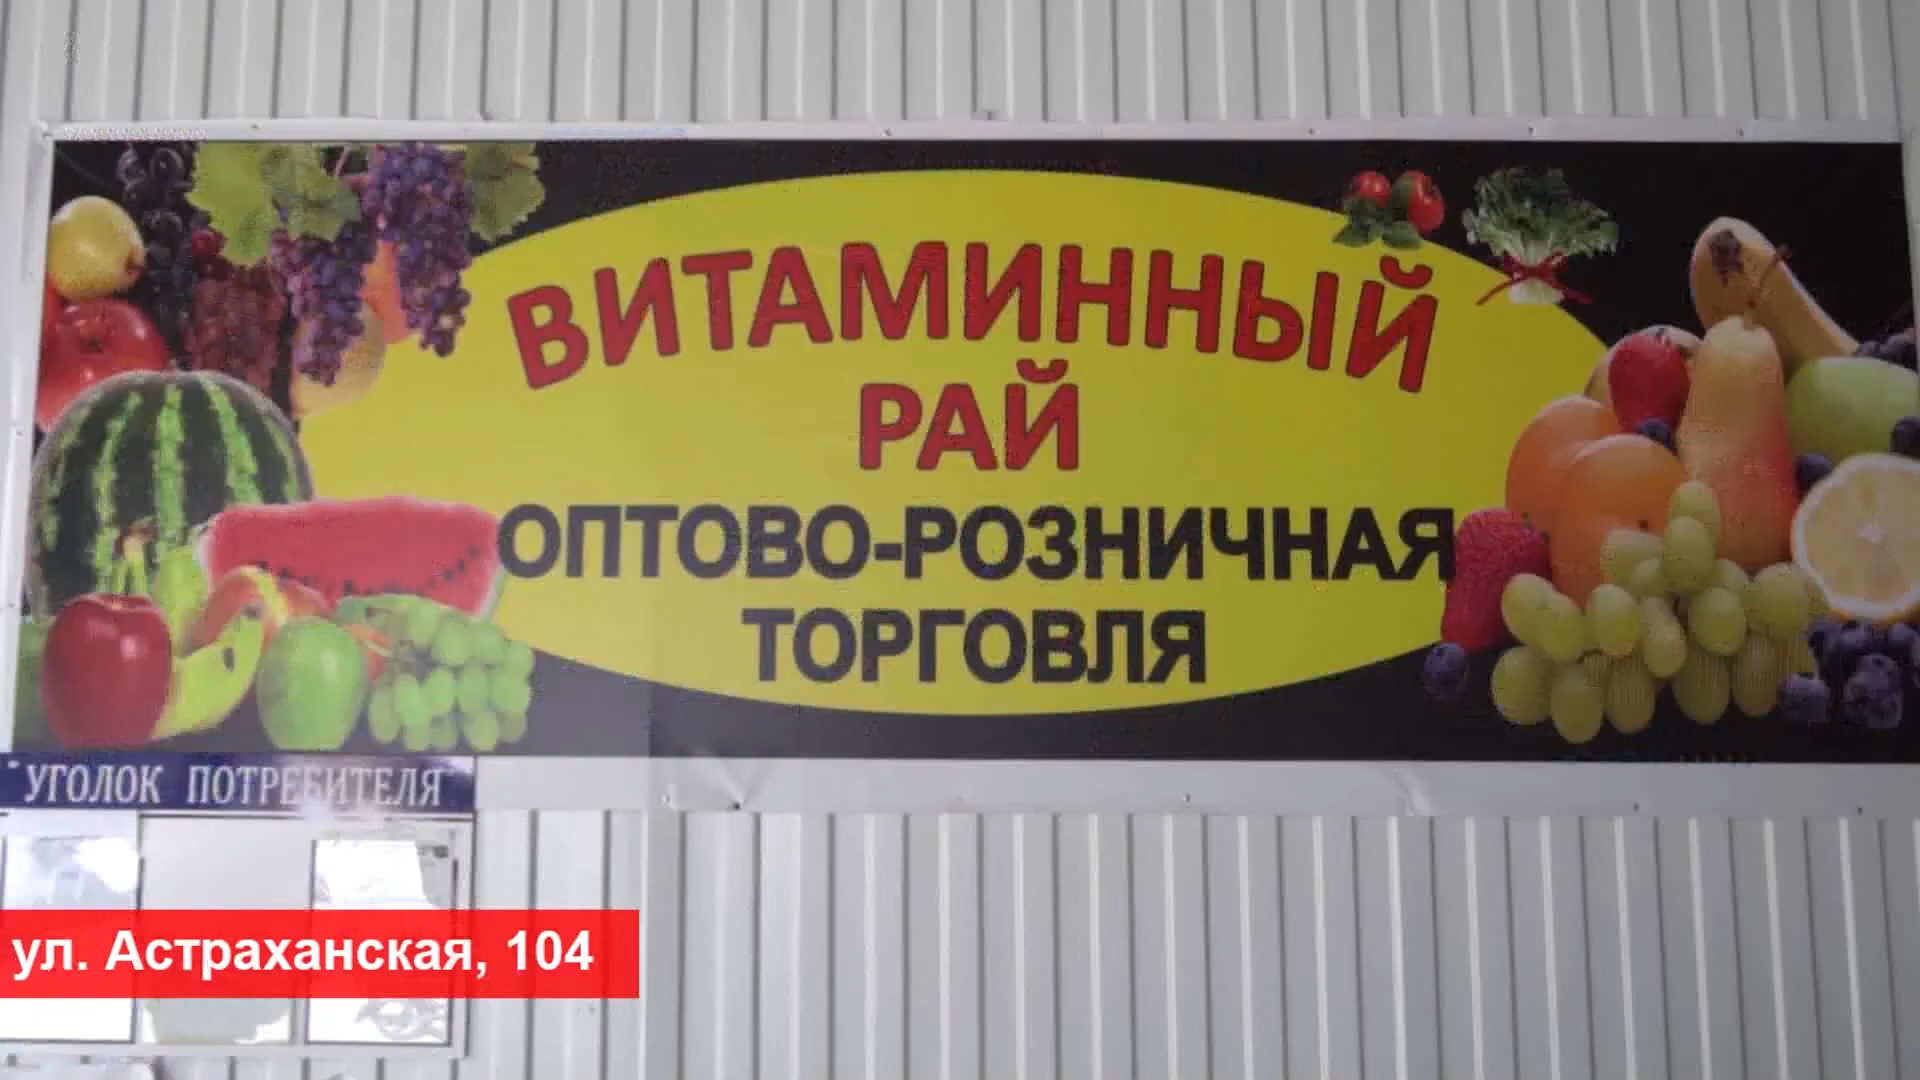 ВИТАМИННЫЙ
РАЙ
ОПТОВО-РОЗНИЧНАЯ
ТОРГОВЛЯ
"УГОЛОК ПОТРЕБИТЕЛЯ"
ул. Астраханская, 104